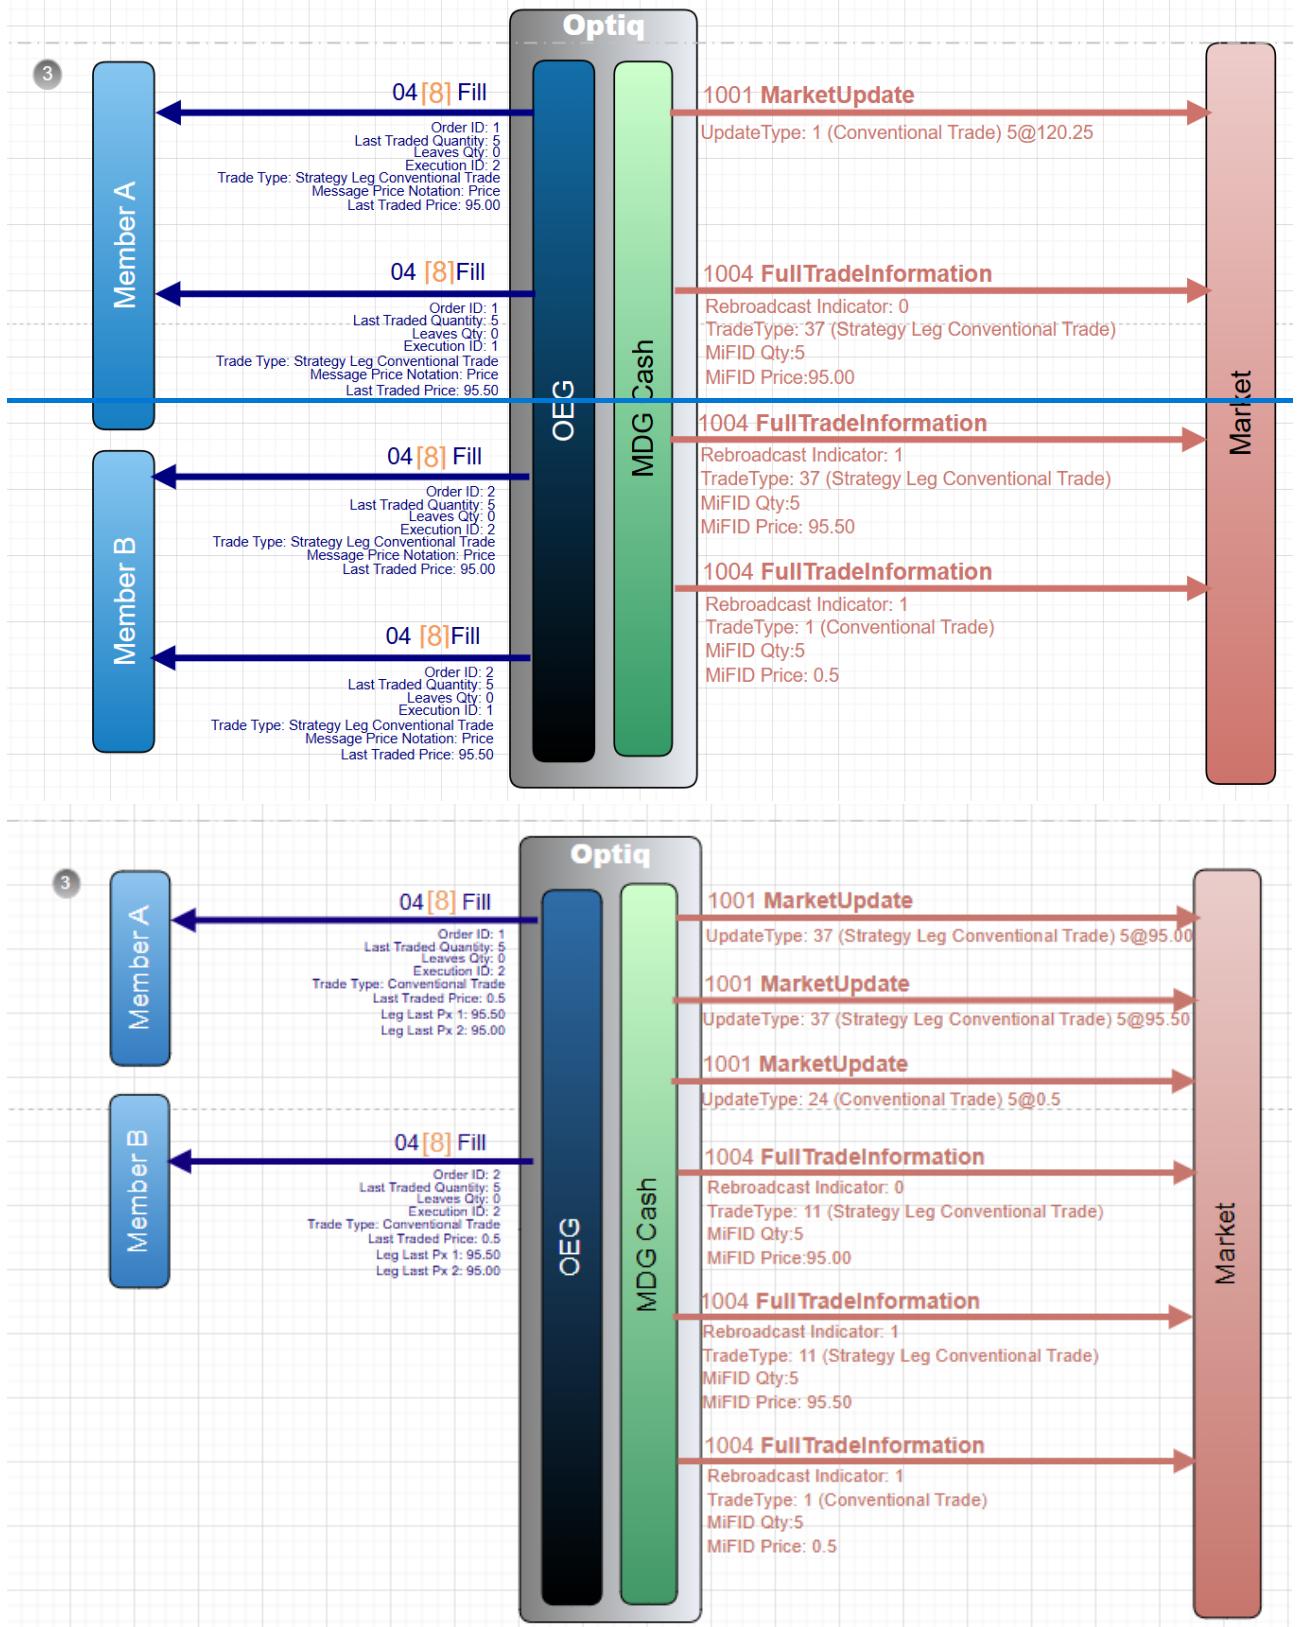 Optiq
3
Member A
Member B
OEG
MDG Cash
Market
04 [8] Fill
Order ID: 1
Last Traded Quantity: 5
Leaves Qty: 0
Execution ID: 2
Trade Type: Strategy Leg Conventional Trade
Message Price Notation: Price
Last Traded Price: 95.00
04 [8]Fill
Order ID: 1
Last Traded Quantity: 5
Leaves Qty: 0
Execution ID: 1
Trade Type: Strategy Leg Conventional Trade
Message Price Notation: Price
Last Traded Price: 95.50
04 [8] Fill
Order ID: 2
Last Traded Quantity: 5
Leaves Qty: 0
Execution ID: 2
Trade Type: Strategy Leg Conventional Trade
Message Price Notation: Price
Last Traded Price: 95.00
04 [8]Fill
Order ID: 2
Last Traded Quantity: 5
Leaves Qty: 0
Execution ID: 1
Trade Type: Strategy Leg Conventional Trade
Message Price Notation: Price
Last Traded Price: 95.50
1001 MarketUpdate
UpdateType: 1 (Conventional Trade) 5@120.25
1004 FullTradeInformation
Rebroadcast Indicator: 0
TradeType: 37 (Strategy Leg Conventional Trade)
MiFID Qty:5
MiFID Price:95.00
1004 FullTradeInformation
Rebroadcast Indicator: 1
TradeType: 37 (Strategy Leg Conventional Trade)
MiFID Qty:5
MiFID Price: 95.50
1004 FullTradeInformation
Rebroadcast Indicator: 1
TradeType: 1 (Conventional Trade)
MiFID Qty:5
MiFID Price: 0.5
Optiq
3
Member A
Member B
OEG
MDG Cash
Market
04 [8] Fill
Order ID: 1
Last Traded Quantity: 5
Leaves Qty: 0
Execution ID: 2
Trade Type: Conventional Trade
Last Traded Price: 0.5
Leg Last Px 1: 95.50
Leg Last Px 2: 95.00
04 [8] Fill
Order ID: 2
Last Traded Quantity: 5
Leaves Qty: 0
Execution ID: 2
Trade Type: Conventional Trade
Last Traded Price: 0.5
Leg Last Px 1: 95.50
Leg Last Px 2: 95.00
1001 MarketUpdate
UpdateType: 37 (Strategy Leg Conventional Trade) 5@95.00
1001 MarketUpdate
UpdateType: 37 (Strategy Leg Conventional Trade) 5@95.50
1001 MarketUpdate
UpdateType: 24 (Conventional Trade) 5@0.5
1004 FullTradeInformation
Rebroadcast Indicator: 0
TradeType: 11 (Strategy Leg Conventional Trade)
MiFID Qty:5
MiFID Price:95.00
1004 FullTradeInformation
Rebroadcast Indicator: 1
TradeType: 11 (Strategy Leg Conventional Trade)
MiFID Qty:5
MiFID Price: 95.50
1004 FullTradeInformation
Rebroadcast Indicator: 1
TradeType: 1 (Conventional Trade)
MiFID Qty:5
MiFID Price: 0.5